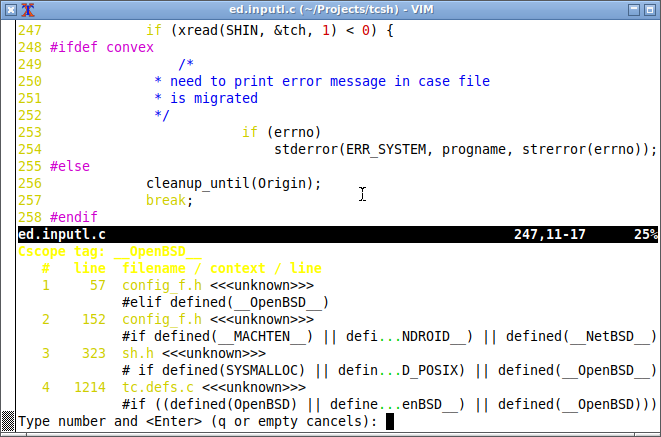 ed.inputl.c (~/Projects/tcsh) - VIM
247 if (xread(SHIN, &tch, 1) < 0) {
248 #ifdef convex
249 /*
250 * need to print error message in case file
251 * is migrated
252 */
253 if (errno)
254 stderror(ERR_SYSTEM, progname, strerror(errno));
255 #else
256 cleanup_until(Origin);
257 break;
258 #endif
ed.inputl.c 247,11-17 25%
Cscope tag: __OpenBSD__
# line filename / context / line
1 57 config_f.h <<<unknown>>>
#elif defined(__OpenBSD__)
2 152 config_f.h <<<unknown>>>
#if defined(__MACHTEN__) || defi...NDROID__) || defined(__NetBSD__)
3 323 sh.h <<<unknown>>>
# if defined(SYSMALLOC) || defin...D_POSIX) || defined(__OpenBSD__)
4 1214 tc.defs.c <<<unknown>>>
#if ((defined(OpenBSD) || define...enBSD__) || defined(__OpenBSD)))
Type number and <Enter> (q or empty cancels):